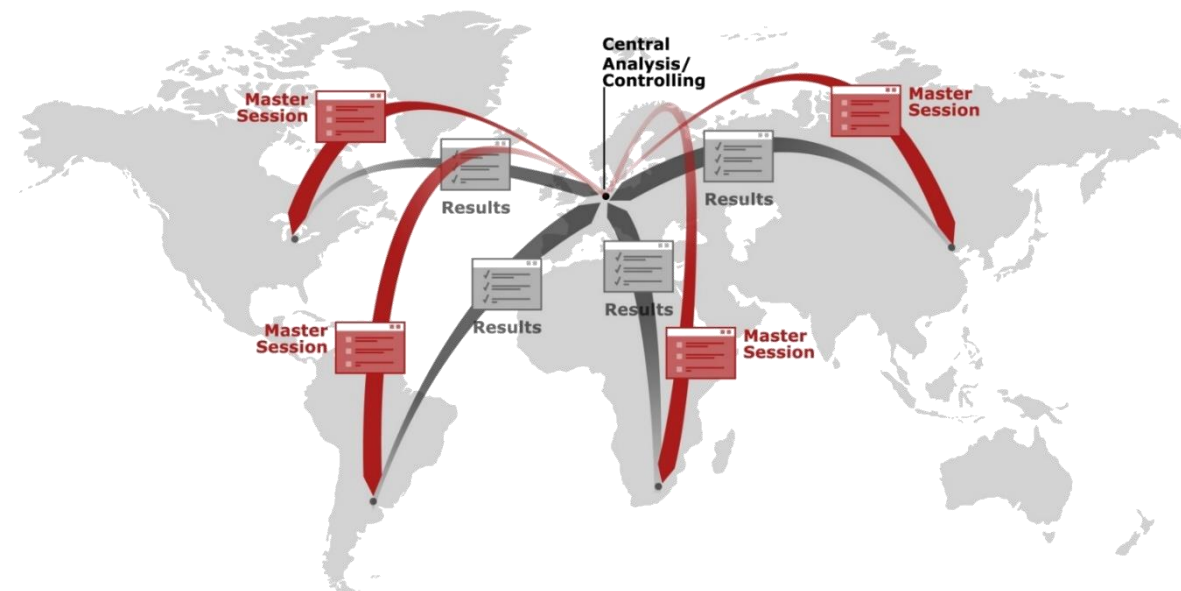 Central
Analysis/
Controlling
Master
Session
Master
Session
Results
Results
Results
Results
Master
Session
Master
Session